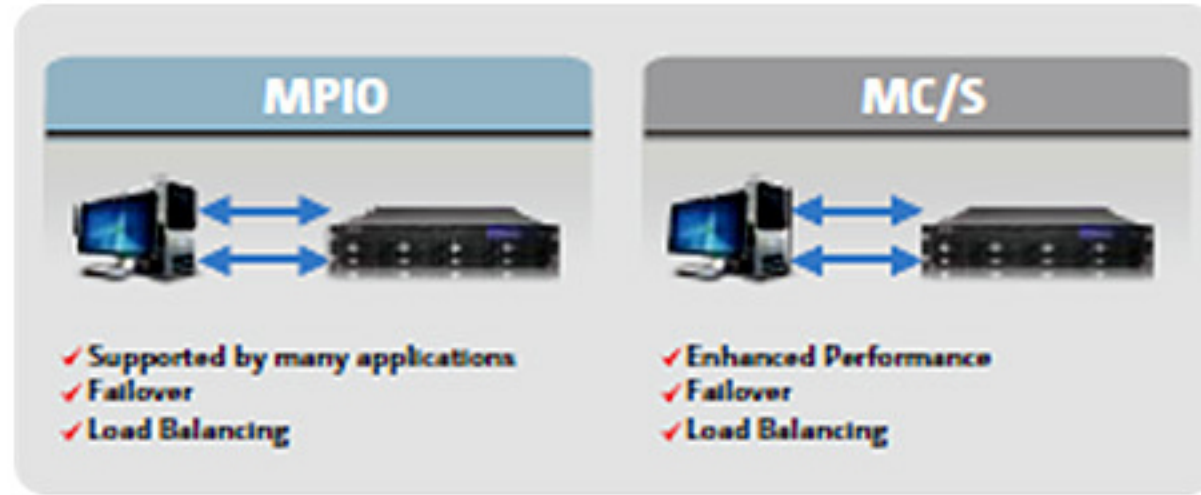 MPIO
Supported by many applications
Failover
Load Balancing
MC/S
Enhanced Performance
Failover
Load Balancing